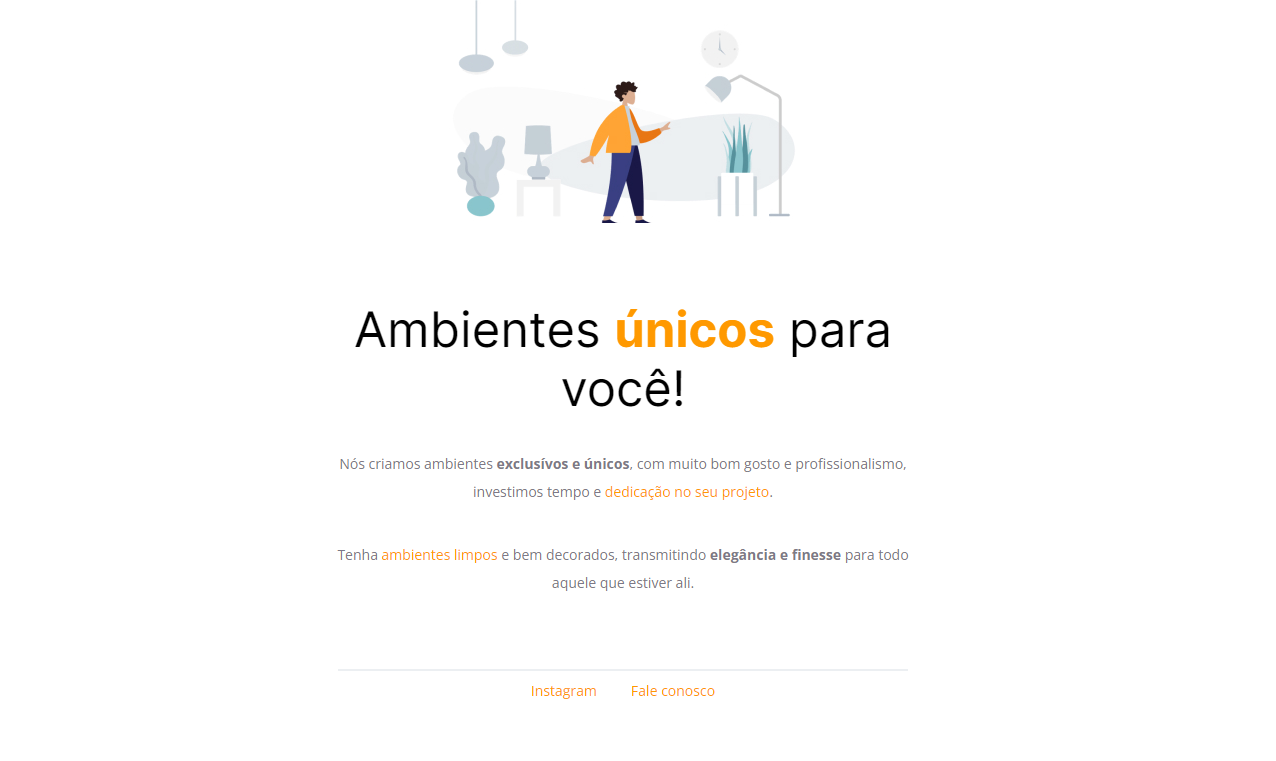 Ambientes únicos para
você!
Nós criamos ambientes exclusívos e únicos, com muito bom gosto e profissionalismo,
investimos tempo e dedicação no seu projeto.
Tenha ambientes limpos e bem decorados, transmitindo elegância e finesse para todo
aquele que estiver ali.
Instagram Fale conosco